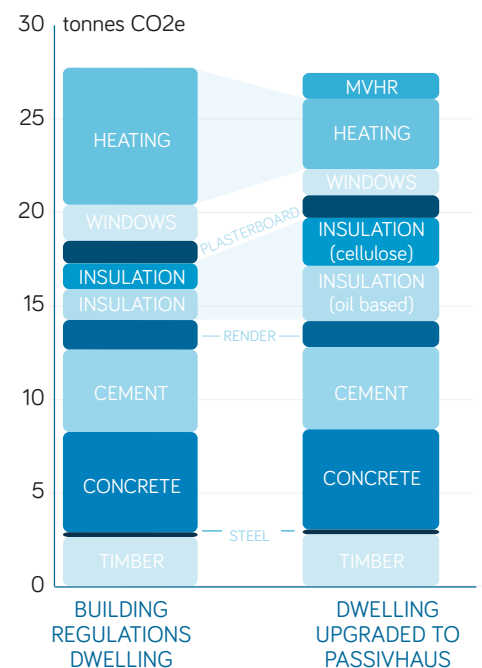 30 tonnes CO2e
25
20
15
10
5
0
HEATING
WINDOWS
INSULATION
INSULATION
CEMENT
CONCRETE
TIMBER
PLASTERBOARD
RENDER
STEEL
MVHR
HEATING
WINDOWS
INSULATION
(cellulose)
INSULATION
(oil based)
CEMENT
CONCRETE
TIMBER
BUILDING
REGULATIONS
DWELLING
DWELLING
UPGRADED TO
PASSIVHAUS